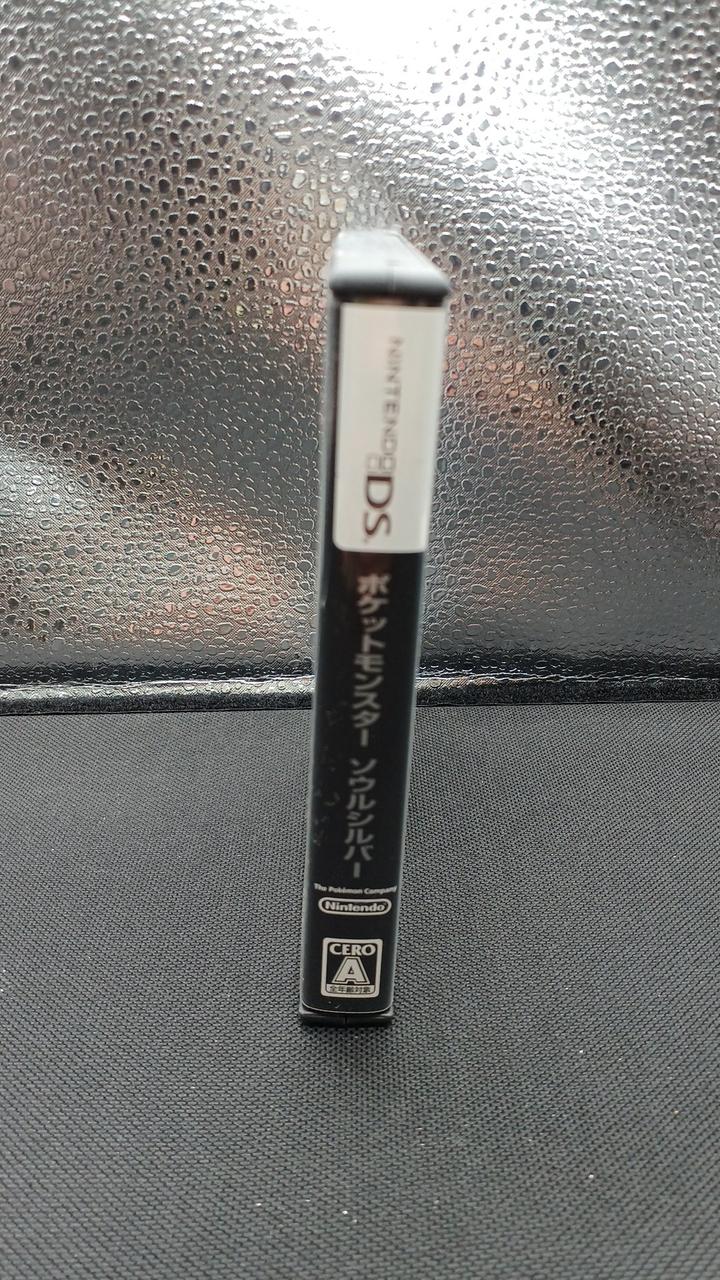 NINTENDO DS
ポケットモンスター ソウルシルバー
The Pokémon Company
Nintendo
CERO
A
全年齢対象